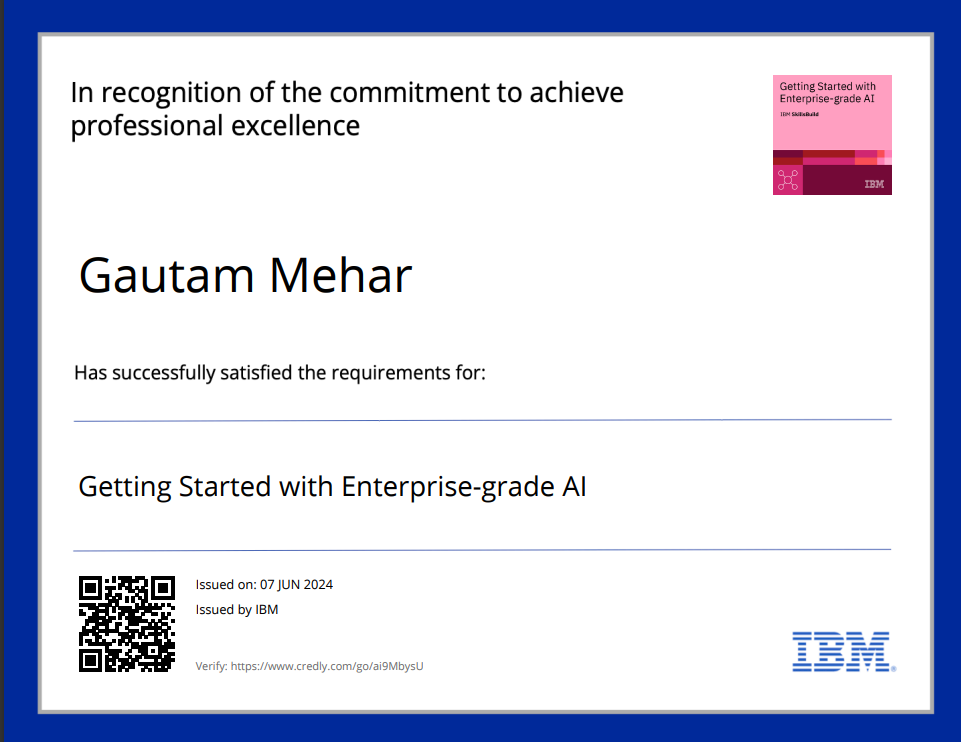 In recognition of the commitment to achieve
professional excellence
Getting Started with
Enterprise-grade AI
IBM SkillsBuild
IBM
Gautam Mehar
Has successfully satisfied the requirements for:
Getting Started with Enterprise-grade AI
Issued on: 07 JUN 2024
Issued by IBM
Verify: https://www.credly.com/go/ai9MbysU
IBM®